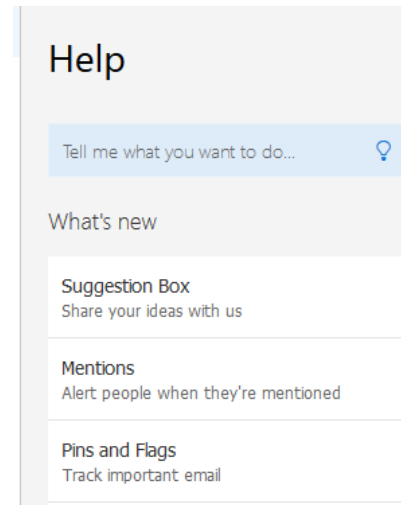 Help
Tell me what you want to do...
What's new
Suggestion Box
Share your ideas with us
Mentions
Alert people when they're mentioned
Pins and Flags
Track important email